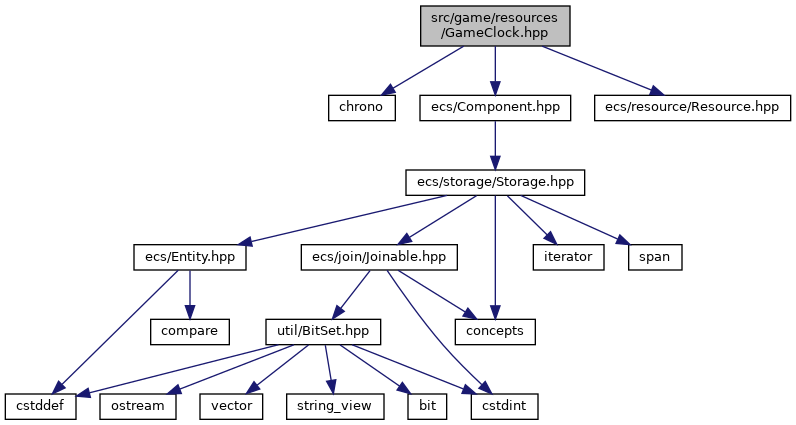 src/game/resources
/GameClock.hpp
chrono
ecs/Component.hpp
ecs/resource/Resource.hpp
ecs/storage/Storage.hpp
ecs/Entity.hpp
ecs/join/Joinable.hpp
iterator
span
compare
util/BitSet.hpp
concepts
cstddef
ostream
vector
string_view
bit
cstdint